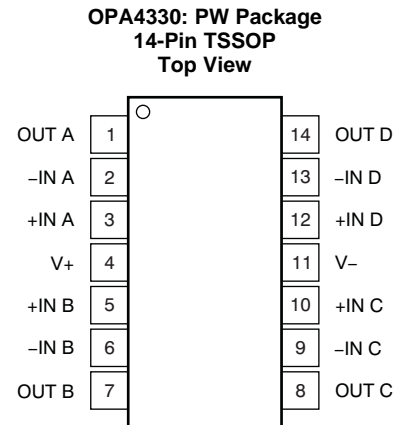 OPA4330: PW Package
14-Pin TSSOP
Top View
OUT A 1 14 OUT D
−IN A 2 13 −IN D
+IN A 3 12 +IN D
V+ 4 11 V−
+IN B 5 10 +IN C
−IN B 6 9 −IN C
OUT B 7 8 OUT C